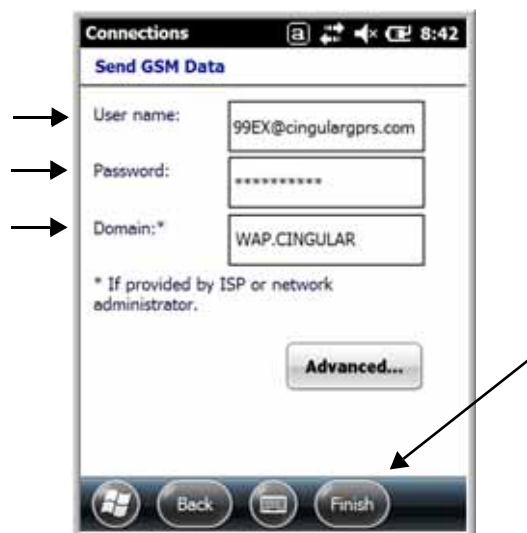 Connections a 8:42
Send GSM Data
User name: 99EX@cingulargprs.com
Password: **********
Domain:* WAP.CINGULAR
* If provided by ISP or network
administrator.
Advanced...
Back Finish